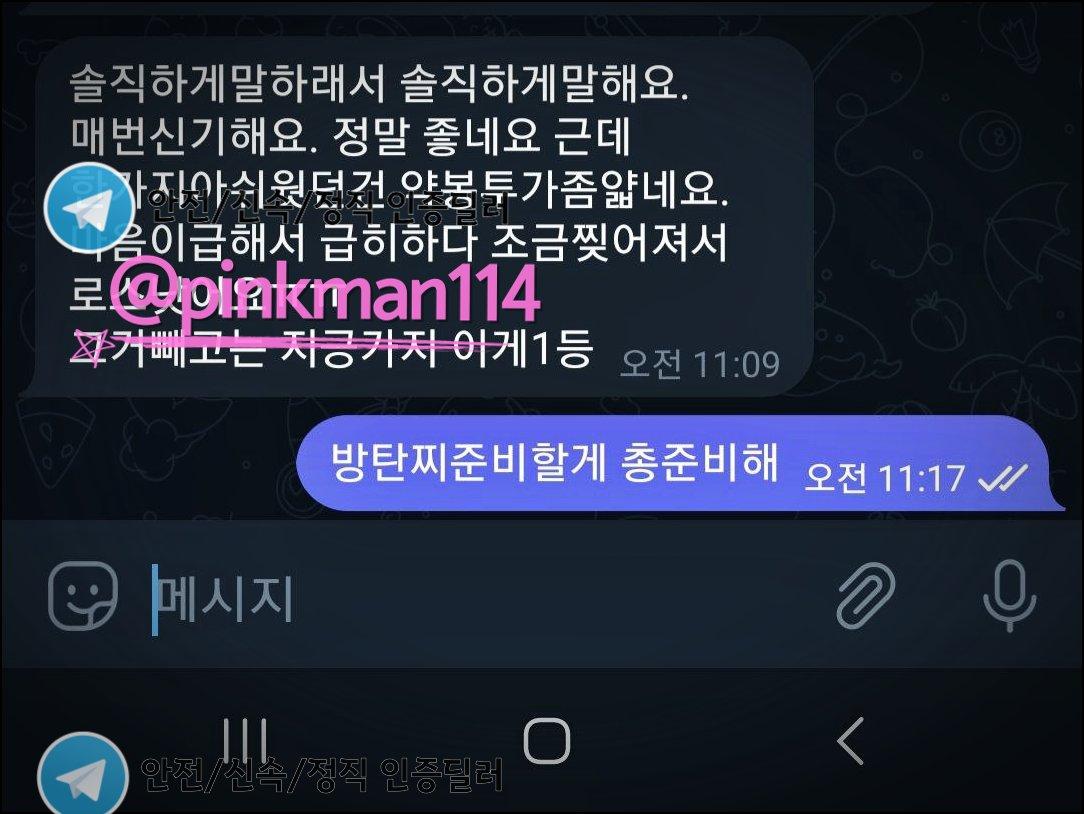 솔직하게말하래서 솔직하게말해요.
매번신기해요. 정말 좋네요 근데
한가지아쉬웠던건 약봉투가좀얇네요.
안전/신속/정직 인증딜러
마음이급해서 급히하다 조금찢어져서
@pinkman114
그거빼고는 지금까지 이게1등
오전 11:09
방탄찌준비할게 총준비해
오전 11:17
메시지
안전/신속/정직 인증딜러